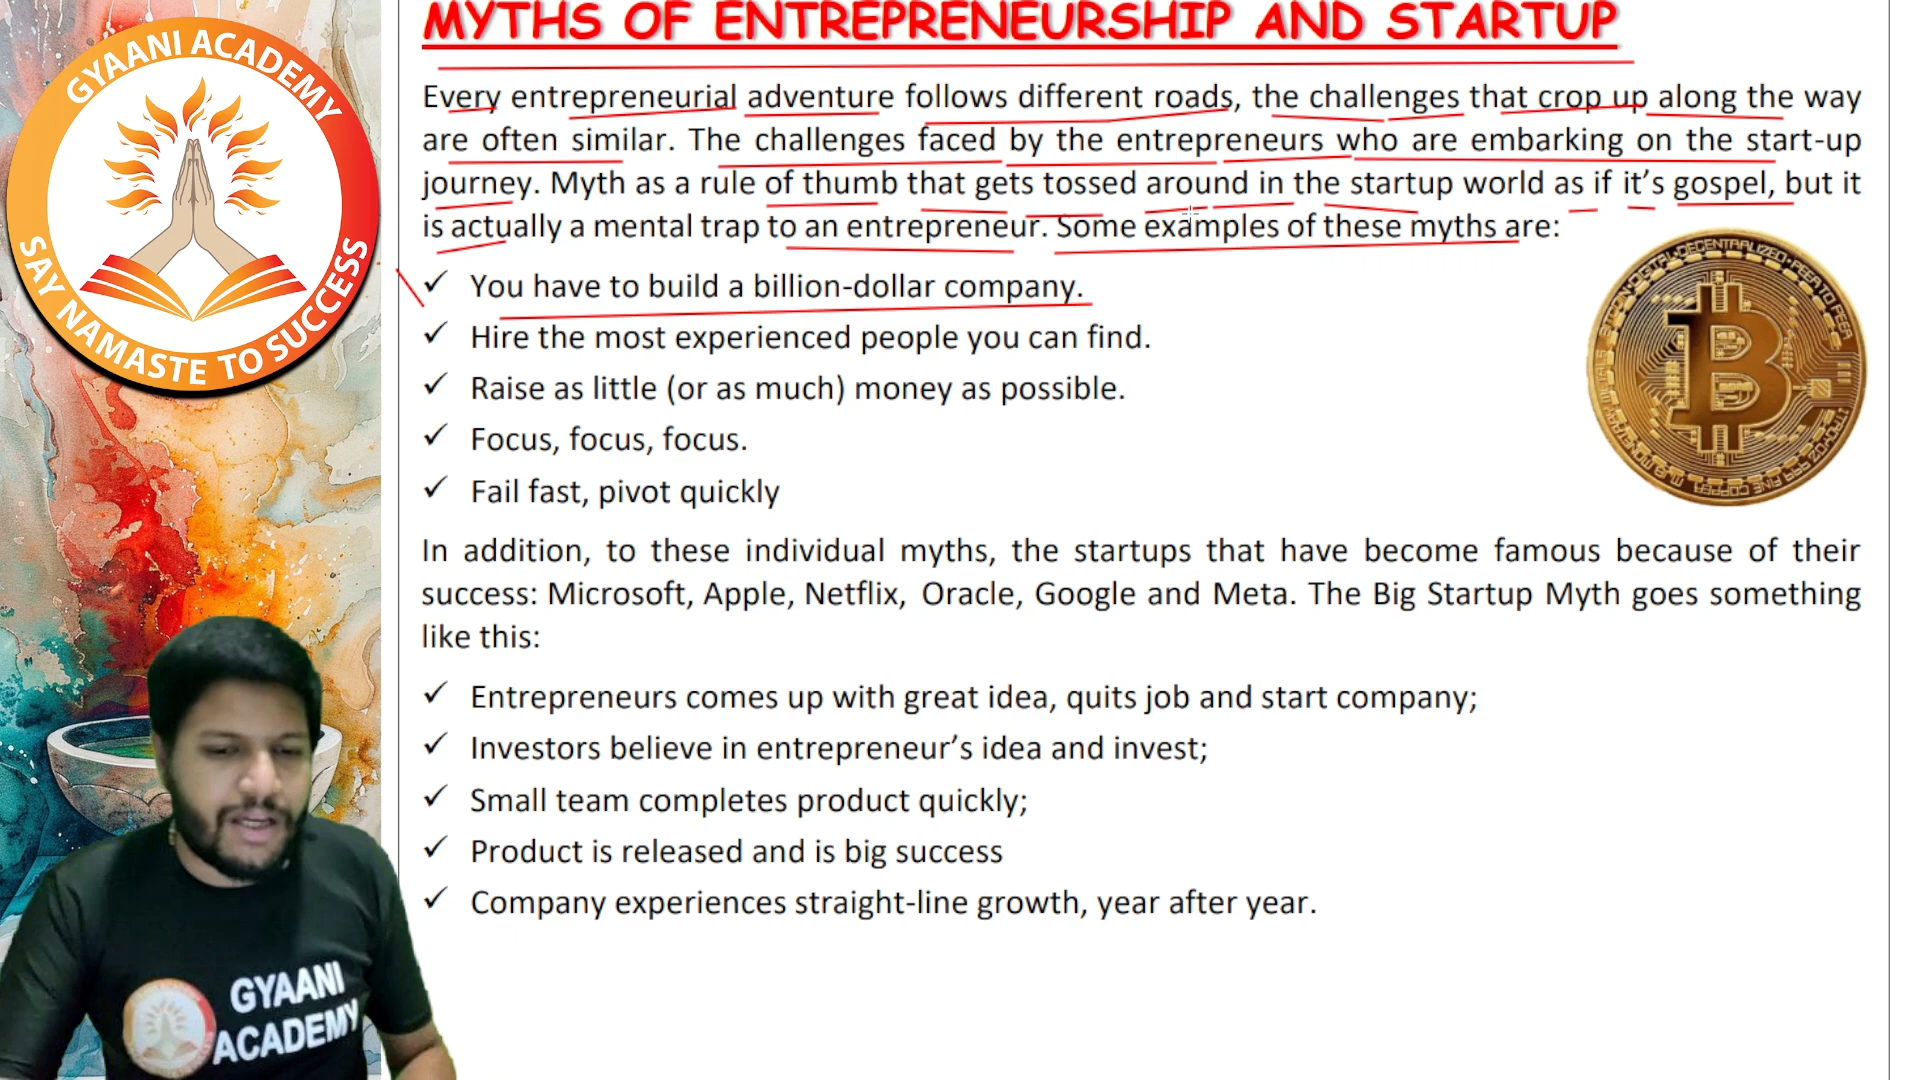 MYTHS OF ENTREPRENEURSHIP AND STARTUP
GYAANI ACADEMY
SAY NAMASTE TO SUCCESS
Every entrepreneurial adventure follows different roads, the challenges that crop up along the way
are often similar. The challenges faced by the entrepreneurs who are embarking on the start-up
journey. Myth as a rule of thumb that gets tossed around in the startup world as if it’s gospel, but it
is actually a mental trap to an entrepreneur. Some examples of these myths are:
✓ You have to build a billion-dollar company.
✓ Hire the most experienced people you can find.
✓ Raise as little (or as much) money as possible.
✓ Focus, focus, focus.
✓ Fail fast, pivot quickly
In addition, to these individual myths, the startups that have become famous because of their
success: Microsoft, Apple, Netflix, Oracle, Google and Meta. The Big Startup Myth goes something
like this:
✓ Entrepreneurs comes up with great idea, quits job and start company;
✓ Investors believe in entrepreneur’s idea and invest;
✓ Small team completes product quickly;
✓ Product is released and is big success
✓ Company experiences straight-line growth, year after year.
DECENTRALIZED • PEER TO PEER
GYAANI
ACADEMY